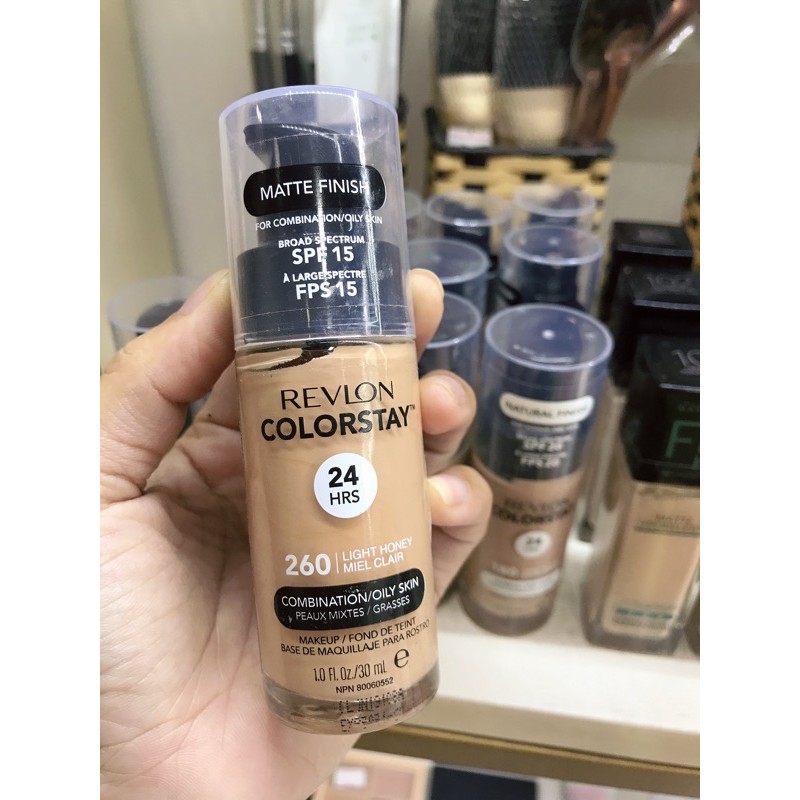 MATTE FINISH
FOR COMBINATION/OILY SKIN
BROAD SPECTRUM
SPF 15
À LARGE SPECTRE
FPS 15
REVLON
COLORSTAY™
24
HRS
260 | LIGHT HONEY
MIEL CLAIR
COMBINATION/OILY SKIN
PEAUX MIXTES / GRASSES
MAKEUP / FOND DE TEINT
BASE DE MAQUILLAJE PARA ROSTRO
1.0 FL. OZ./30 mL ℮
NPN 80060552
NATURAL FINISH
REVLON
COLORSTAY
24
MATTE